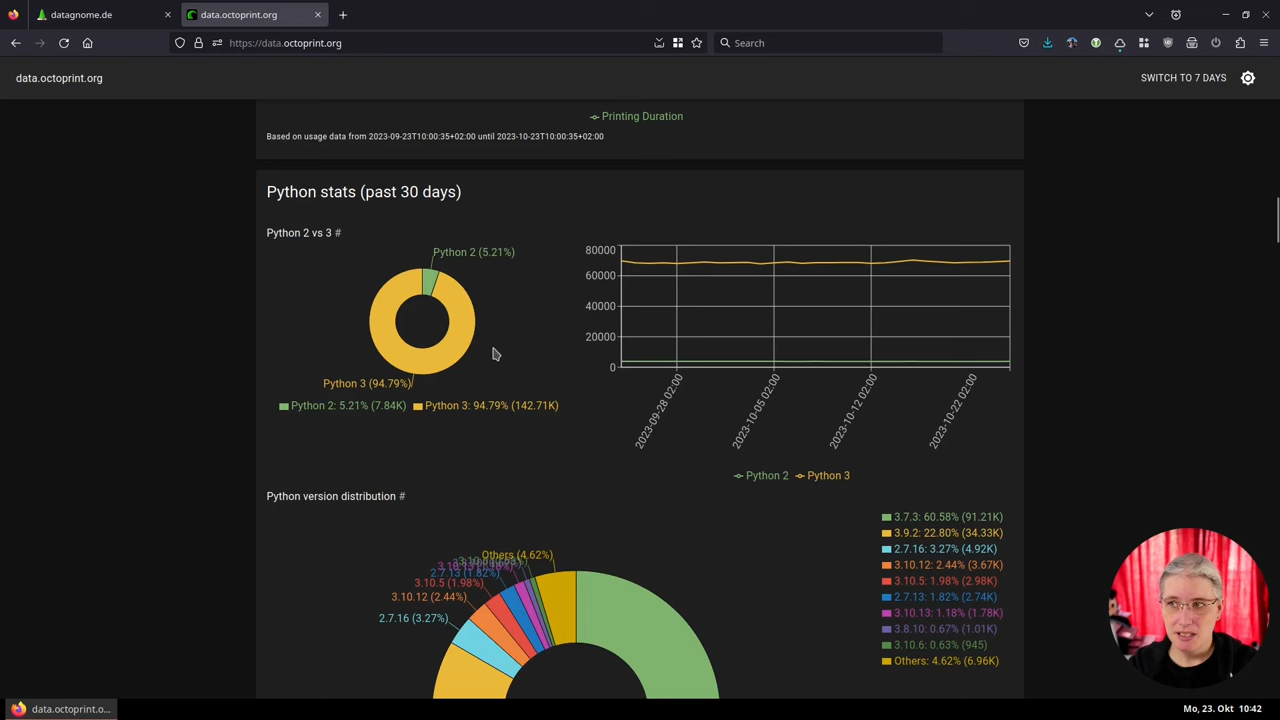 datagnome.de
data.octoprint.org
https://data.octoprint.org
Search
data.octoprint.org
SWITCH TO 7 DAYS
Printing Duration
Based on usage data from 2023-09-23T10:00:35+02:00 until 2023-10-23T10:00:35+02:00
Python stats (past 30 days)
Python 2 vs 3 #
Python 2 (5.21%)
Python 3 (94.79%)
Python 2: 5.21% (7.84K) Python 3: 94.79% (142.71K)
80000
60000
40000
20000
0
2023-09-28 02:00
2023-10-05 02:00
2023-10-12 02:00
2023-10-22 02:00
Python 2 Python 3
Python version distribution #
Others (4.62%)
2.7.13 (1.82%)
3.10.5 (1.98%)
3.10.12 (2.44%)
2.7.16 (3.27%)
3.7.3: 60.58% (91.21K)
3.9.2: 22.80% (34.33K)
2.7.16: 3.27% (4.92K)
3.10.12: 2.44% (3.67K)
3.10.5: 1.98% (2.98K)
2.7.13: 1.82% (2.74K)
3.10.13: 1.18% (1.78K)
3.8.10: 0.67% (1.01K)
3.10.6: 0.63% (945)
Others: 4.62% (6.96K)
data.octoprint.o...
Mo, 23. Okt 10:42